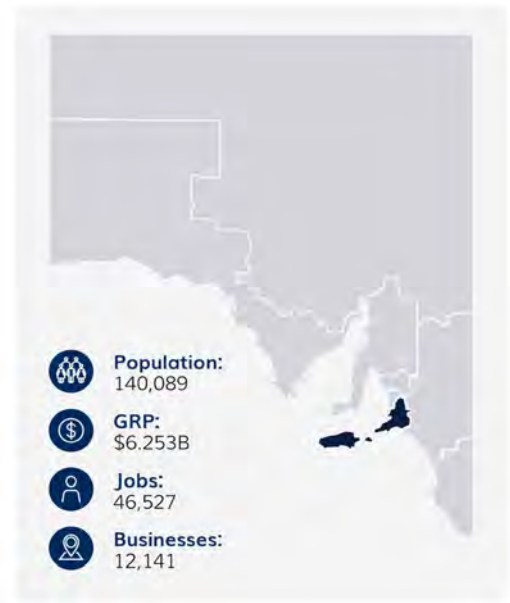 Population:
140,089
GRP:
$6.253B
Jobs:
46,527
Businesses:
12,141